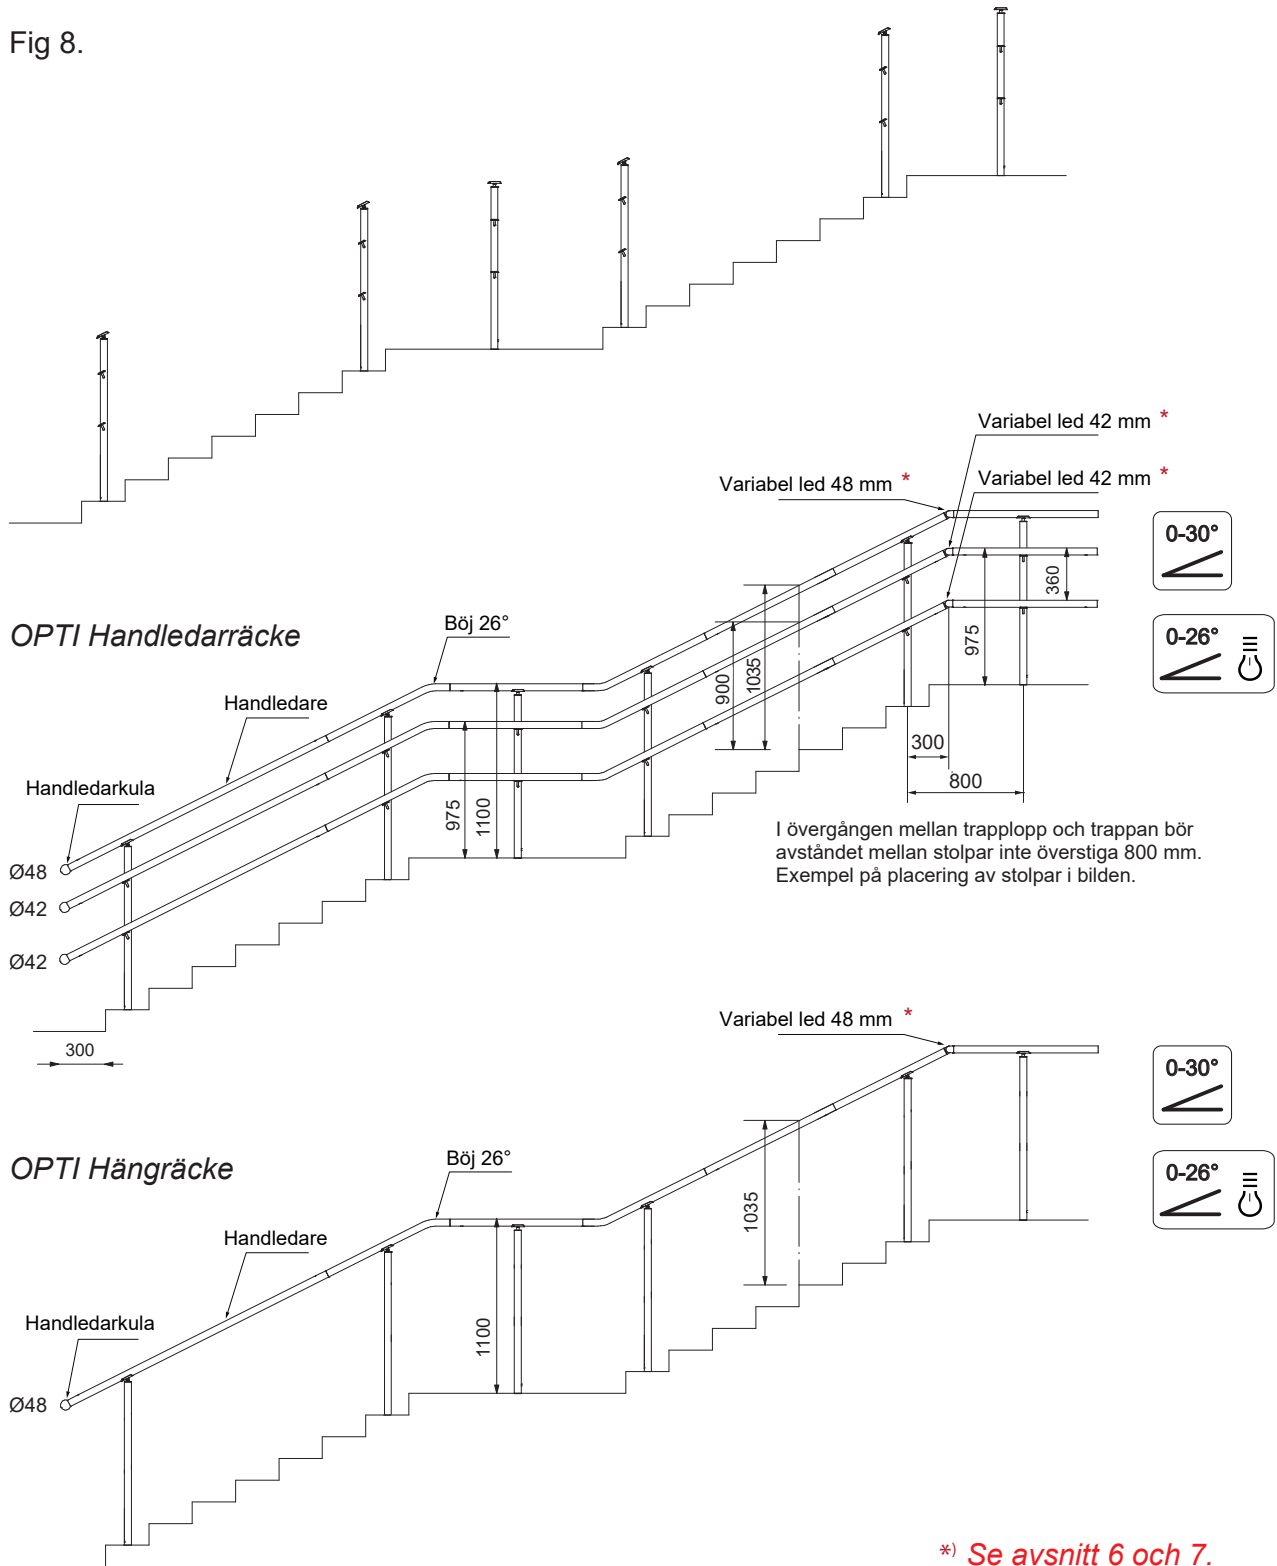 Fig 8.
Variabel led 42 mm *
Variabel led 48 mm *
Variabel led 42 mm *
0-30°
360
975
OPTI Handledarräcke
Böj 26°
0-26°
900
1035
Handledare
300
Handledarkula
800
975
1100
I övergången mellan trapplopp och trappan bör
avståndet mellan stolpar inte överstiga 800 mm.
Exempel på placering av stolpar i bilden.
Ø48
Ø42
Ø42
300
Variabel led 48 mm *
0-30°
OPTI Hängräcke
Böj 26°
0-26°
1035
Handledare
Handledarkula
1100
Ø48
*) Se avsnitt 6 och 7.